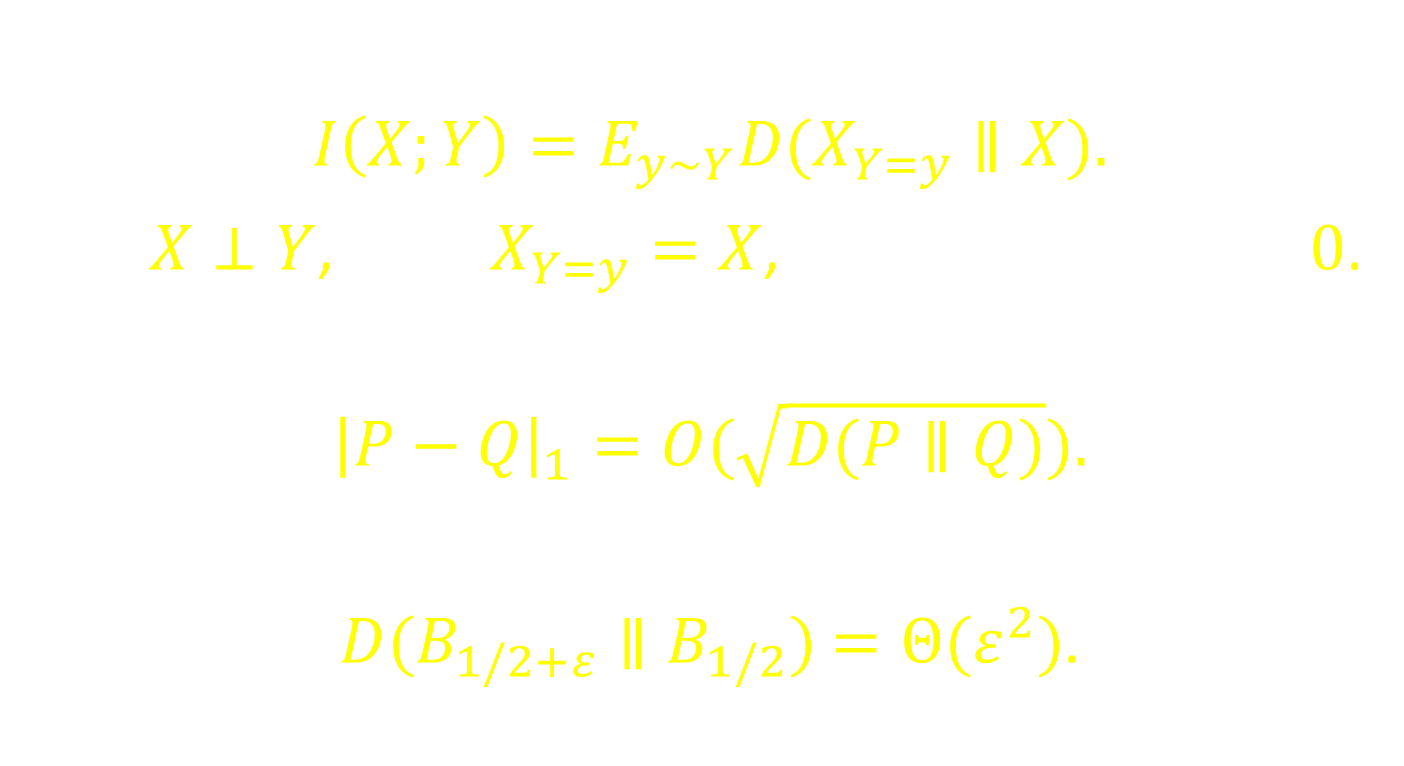 I(X; Y) = E_{y∼Y} D(X_{Y=y} ∥ X).
X ⊥ Y, X_{Y=y} = X, 0.
|P − Q|_1 = O(√D(P ∥ Q)).
D(B_{1/2+ε} ∥ B_{1/2}) = Θ(ε^2).